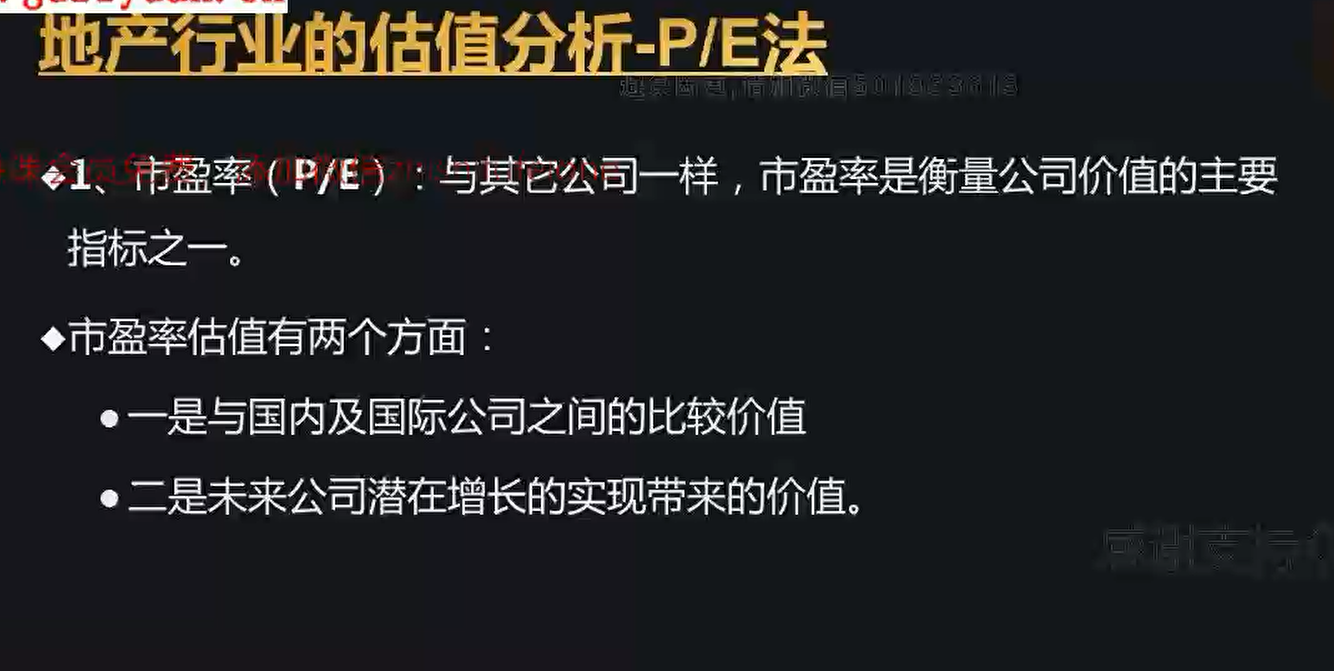 地产行业的估值分析-P/E法
◆1、市盈率（P/E）：与其它公司一样，市盈率是衡量公司价值的主要
指标之一。
◆市盈率估值有两个方面：
●一是与国内及国际公司之间的比较价值
●二是未来公司潜在增长的实现带来的价值。
感谢支持